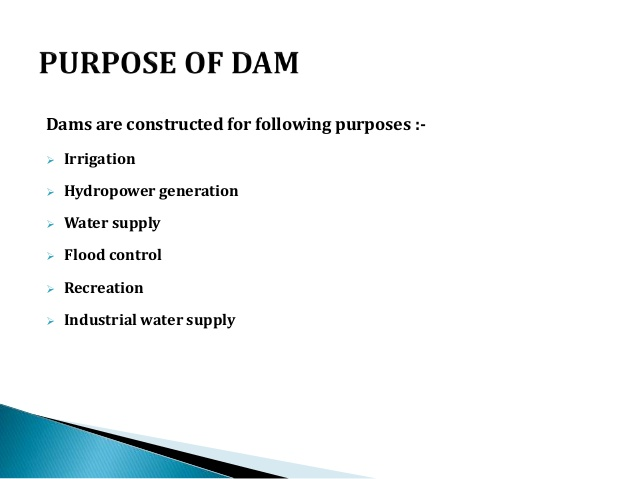 PURPOSE OF DAM
Dams are constructed for following purposes :-
Irrigation
Hydropower generation
Water supply
Flood control
Recreation
Industrial water supply